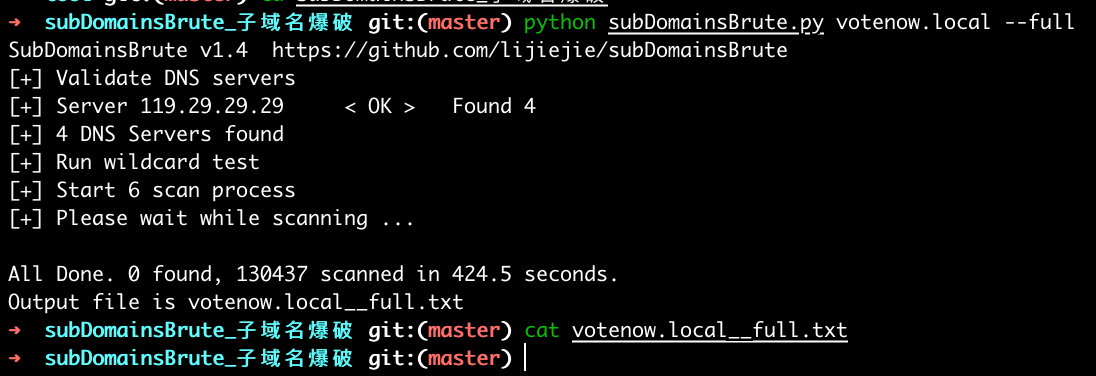 subDomainsBrute_子域名爆破 git:(master) python subDomainsBrute.py votenow.local --full
SubDomainsBrute v1.4  https://github.com/lijiejie/subDomainsBrute
[+] Validate DNS servers
[+] Server 119.29.29.29     < OK >   Found 4
[+] 4 DNS Servers found
[+] Run wildcard test
[+] Start 6 scan process
[+] Please wait while scanning ...
All Done. 0 found, 130437 scanned in 424.5 seconds.
Output file is votenow.local__full.txt
→ subDomainsBrute_子域名爆破 git:(master) cat votenow.local__full.txt
→ subDomainsBrute_子域名爆破 git:(master)